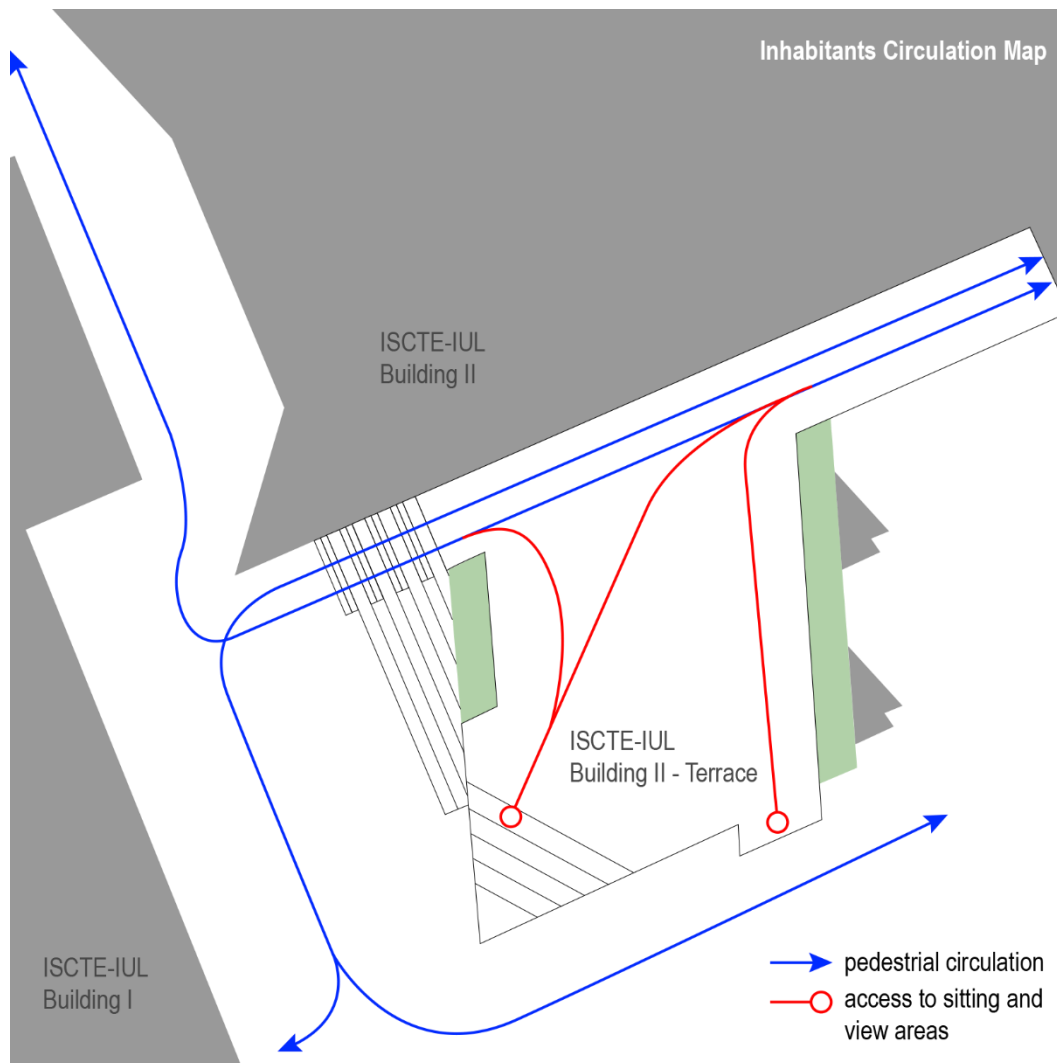 Inhabitants Circulation Map
ISCTE-IUL
Building II
ISCTE-IUL
Building II - Terrace
ISCTE-IUL
Building I
pedestrial circulation
access to sitting and
view areas